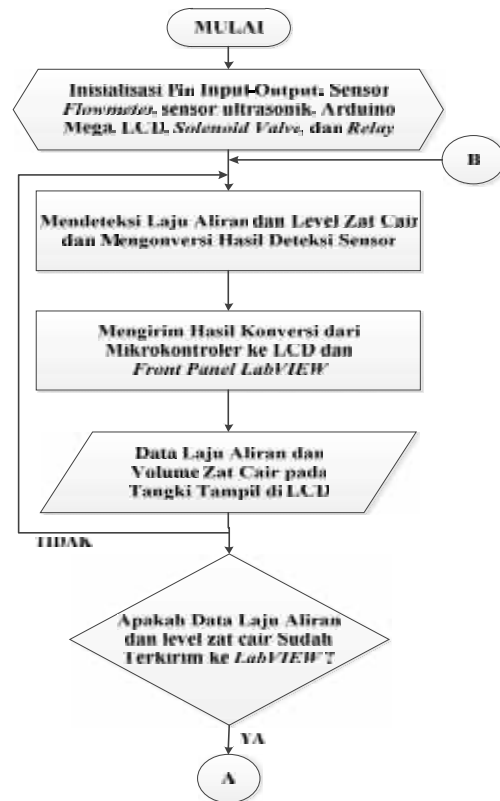 MULAI
Inisialisasi Pin Input-Output: Sensor
Flowmeter, sensor ultrasonik, Arduino
Mega, LCD, Solenoid Valve, dan Relay
B
Mendeteksi Laju Aliran dan Level Zat Cair
dan Mengonversi Hasil Deteksi Sensor
Mengirim Hasil Konversi dari
Mikrokontroler ke LCD dan
Front Panel LabVIEW
Data Laju Aliran dan
Volume Zat Cair pada
Tangki Tampil di LCD
TIDAK
Apakah Data Laju Aliran
dan level zat cair Sudah
Terkirim ke LabVIEW ?
YA
A